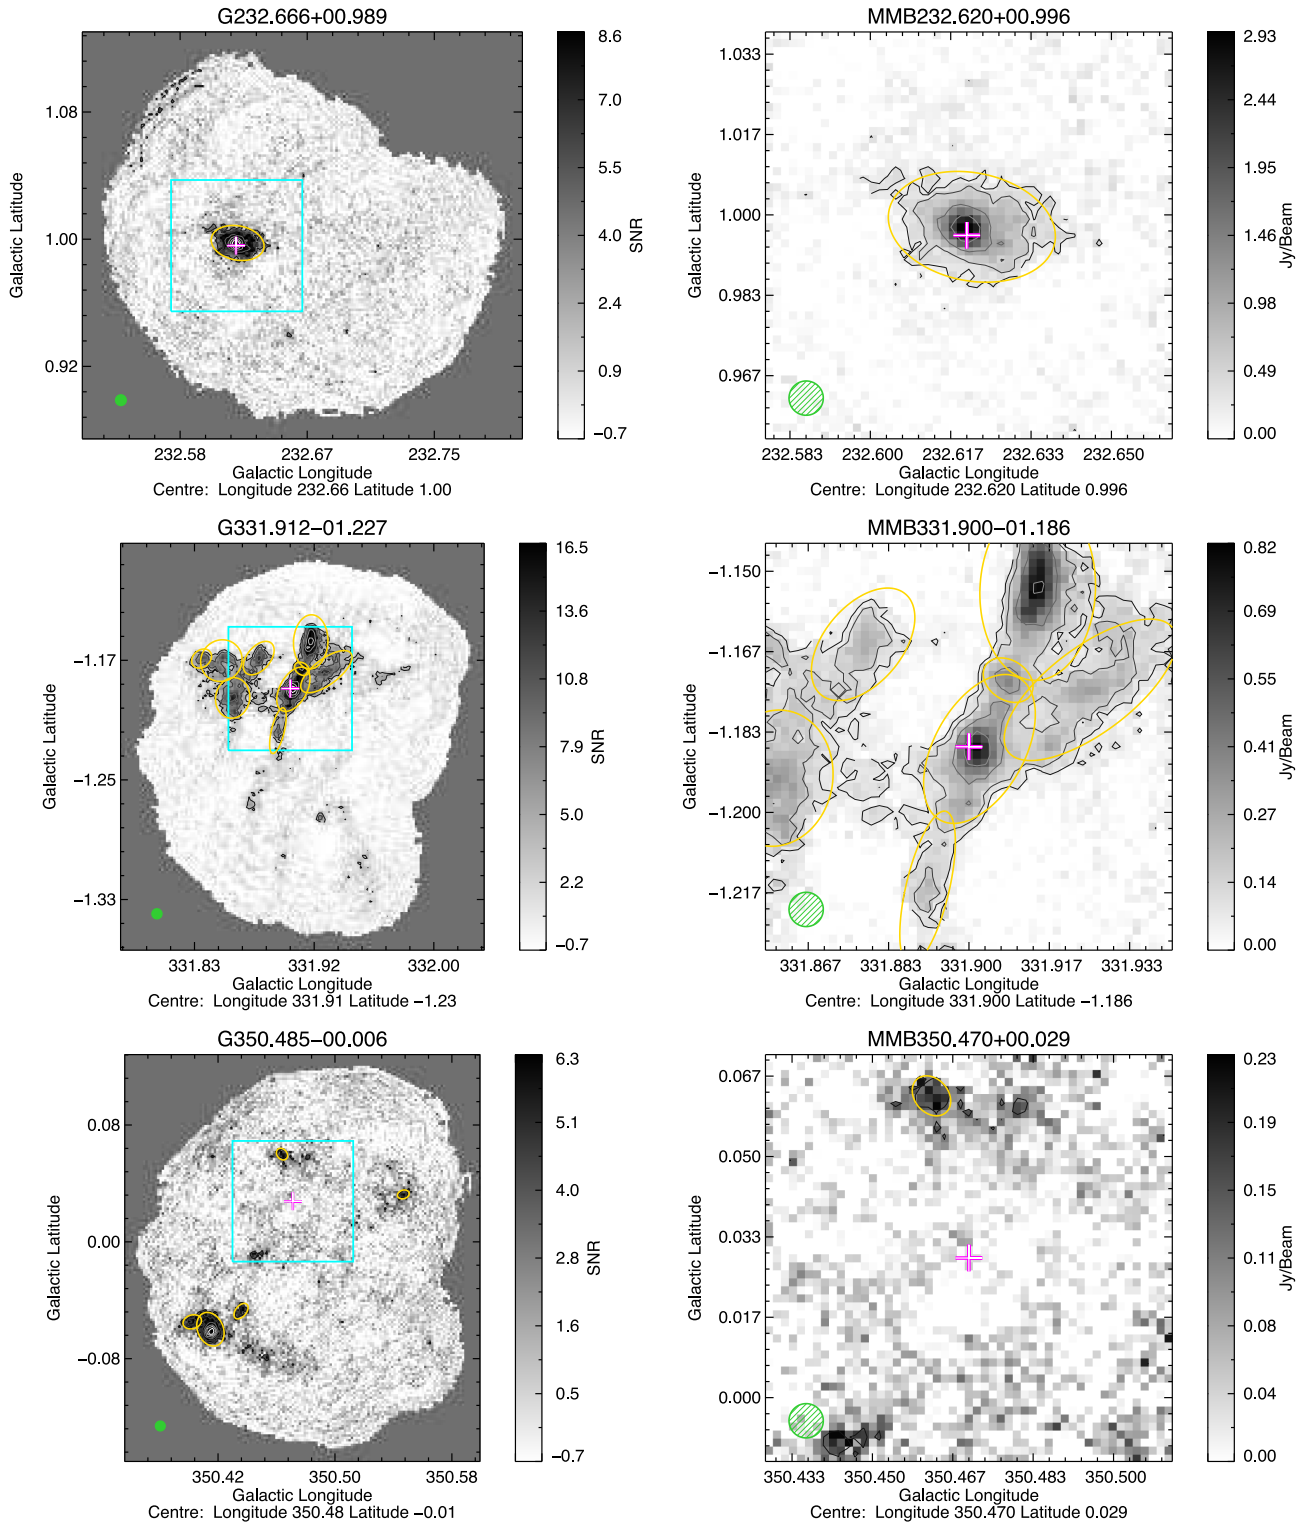 G232.666+00.989
1.08
1.00
0.92
Galactic Latitude
232.58 232.67 232.75
Galactic Longitude
Centre: Longitude 232.66 Latitude 1.00
8.6
7.0
5.5
4.0
2.4
0.9
−0.7
SNR
MMB232.620+00.996
1.033
1.017
1.000
0.983
0.967
Galactic Latitude
232.583 232.600 232.617 232.633 232.650
Galactic Longitude
Centre: Longitude 232.620 Latitude 0.996
2.93
2.44
1.95
1.46
0.98
0.49
0.00
Jy/Beam
G331.912−01.227
−1.17
−1.25
−1.33
Galactic Latitude
331.83 331.92 332.00
Galactic Longitude
Centre: Longitude 331.91 Latitude −1.23
16.5
13.6
10.8
7.9
5.0
2.2
−0.7
SNR
MMB331.900−01.186
−1.150
−1.167
−1.183
−1.200
−1.217
Galactic Latitude
331.867 331.883 331.900 331.917 331.933
Galactic Longitude
Centre: Longitude 331.900 Latitude −1.186
0.82
0.69
0.55
0.41
0.27
0.14
0.00
Jy/Beam
G350.485−00.006
0.08
0.00
−0.08
Galactic Latitude
350.42 350.50 350.58
Galactic Longitude
Centre: Longitude 350.48 Latitude −0.01
6.3
5.1
4.0
2.8
1.6
0.5
−0.7
SNR
MMB350.470+00.029
0.067
0.050
0.033
0.017
0.000
Galactic Latitude
350.433 350.450 350.467 350.483 350.500
Galactic Longitude
Centre: Longitude 350.470 Latitude 0.029
0.23
0.19
0.15
0.11
0.08
0.04
0.00
Jy/Beam